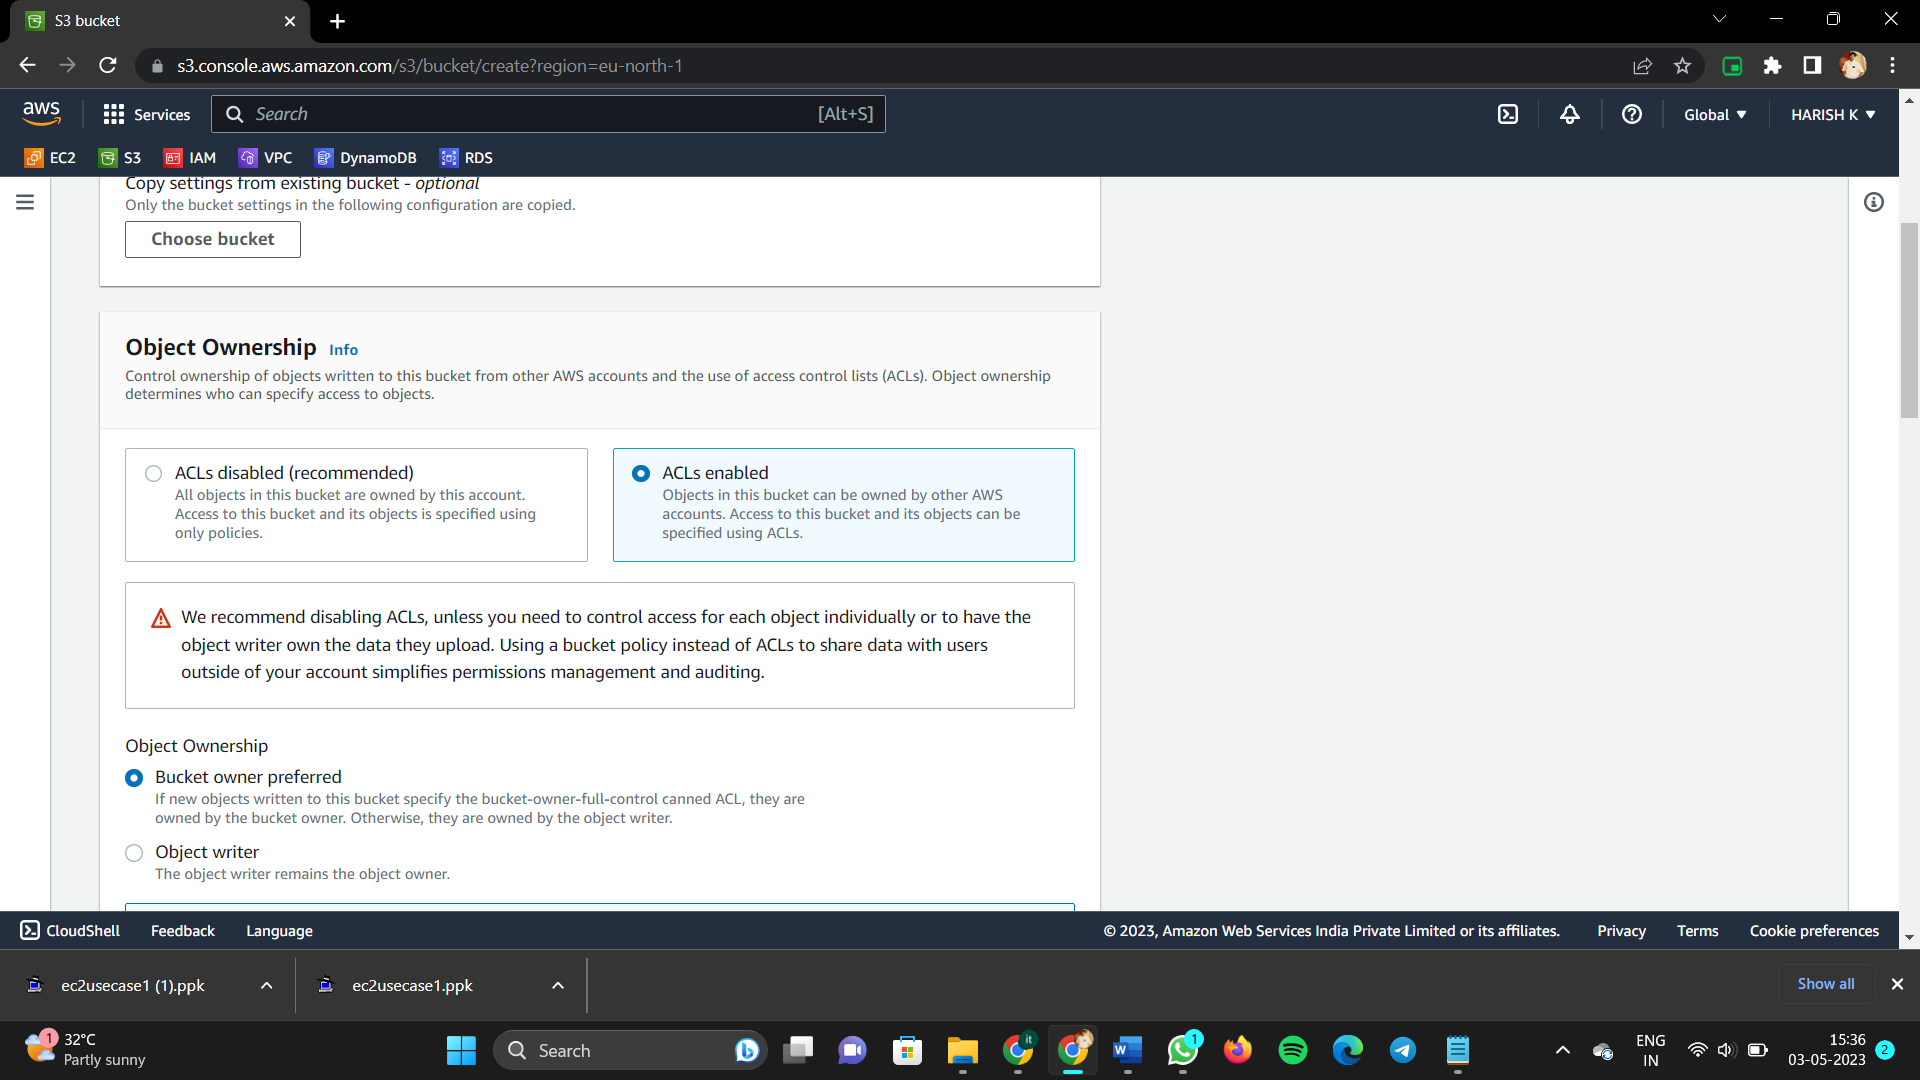 S3 bucket
s3.console.aws.amazon.com/s3/bucket/create?region=eu-north-1
aws
Services
Search
[Alt+S]
Global
HARISH K
EC2
S3
IAM
VPC
DynamoDB
RDS
Copy settings from existing bucket - optional
Only the bucket settings in the following configuration are copied.
Choose bucket
Object Ownership Info
Control ownership of objects written to this bucket from other AWS accounts and the use of access control lists (ACLs). Object ownership
determines who can specify access to objects.
ACLs disabled (recommended)
All objects in this bucket are owned by this account.
Access to this bucket and its objects is specified using
only policies.
ACLs enabled
Objects in this bucket can be owned by other AWS
accounts. Access to this bucket and its objects can be
specified using ACLs.
We recommend disabling ACLs, unless you need to control access for each object individually or to have the
object writer own the data they upload. Using a bucket policy instead of ACLs to share data with users
outside of your account simplifies permissions management and auditing.
Object Ownership
Bucket owner preferred
If new objects written to this bucket specify the bucket-owner-full-control canned ACL, they are
owned by the bucket owner. Otherwise, they are owned by the object writer.
Object writer
The object writer remains the object owner.
CloudShell
Feedback
Language
© 2023, Amazon Web Services India Private Limited or its affiliates.
Privacy
Terms
Cookie preferences
ec2usecase1 (1).ppk
ec2usecase1.ppk
Show all
1
32°C
Partly sunny
Search
it
W
1
ENG
IN
15:36
03-05-2023
2